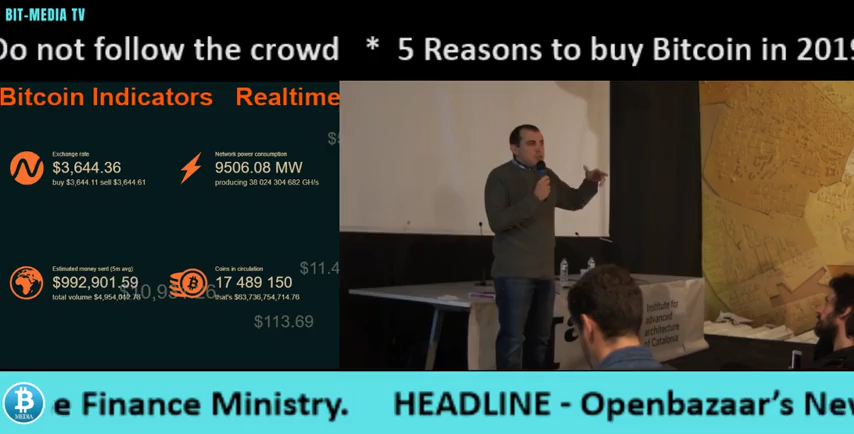 BIT-MEDIA TV
Do not follow the crowd * 5 Reasons to buy Bitcoin in 2019
Bitcoin Indicators Realtime
Exchange rate
$3,644.36
buy $3,644.11 sell $3,644.61
Network power consumption
9506.08 MW
producing 38 024 304 682 GH/s
Estimated money sent (5m avg)
$992,901.59
total volume $4,954,012.78
Coins in circulation
17 489 150
that's $63,736,754,714.76
$11.4
$113.69
Institute for
advanced
architecture
of Catalonia
MEDIA
e Finance Ministry. HEADLINE - Openbazaar's New